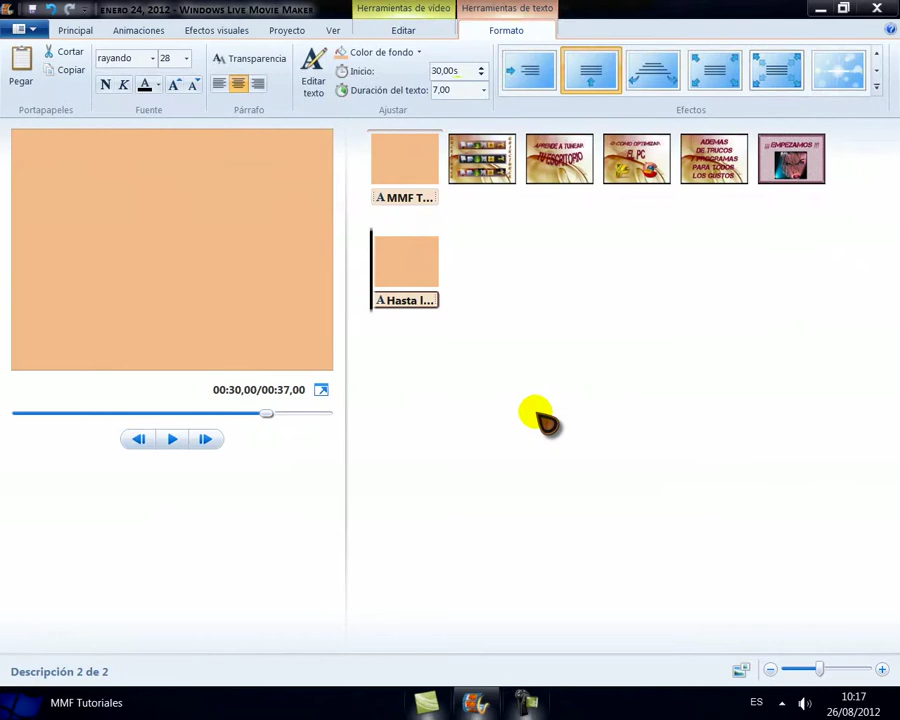 ENERO 24, 2012 - Windows Live Movie Maker
Herramientas de vídeo
Herramientas de texto
Principal
Animaciones
Efectos visuales
Proyecto
Ver
Editar
Formato
Pegar
Cortar
Copiar
Portapapeles
rayando
28
Transparencia
N K A A A
Fuente
Párrafo
Editar texto
Color de fondo
Inicio: 30,00s
Duración del texto: 7,00
Ajustar
Efectos
A MMF T...
APRENDE A TUNEAR
TU ESCRITORIO
O COMO OPTIMIZAR
EL PC
ADEMAS
DE TRUCOS
Y PROGRAMAS
PARA TODOS
LOS GUSTOS
¡¡¡ EMPEZAMOS !!!
A Hasta l...
00:30,00/00:37,00
Descripción 2 de 2
MMF Tutoriales
ES
10:17
26/08/2012